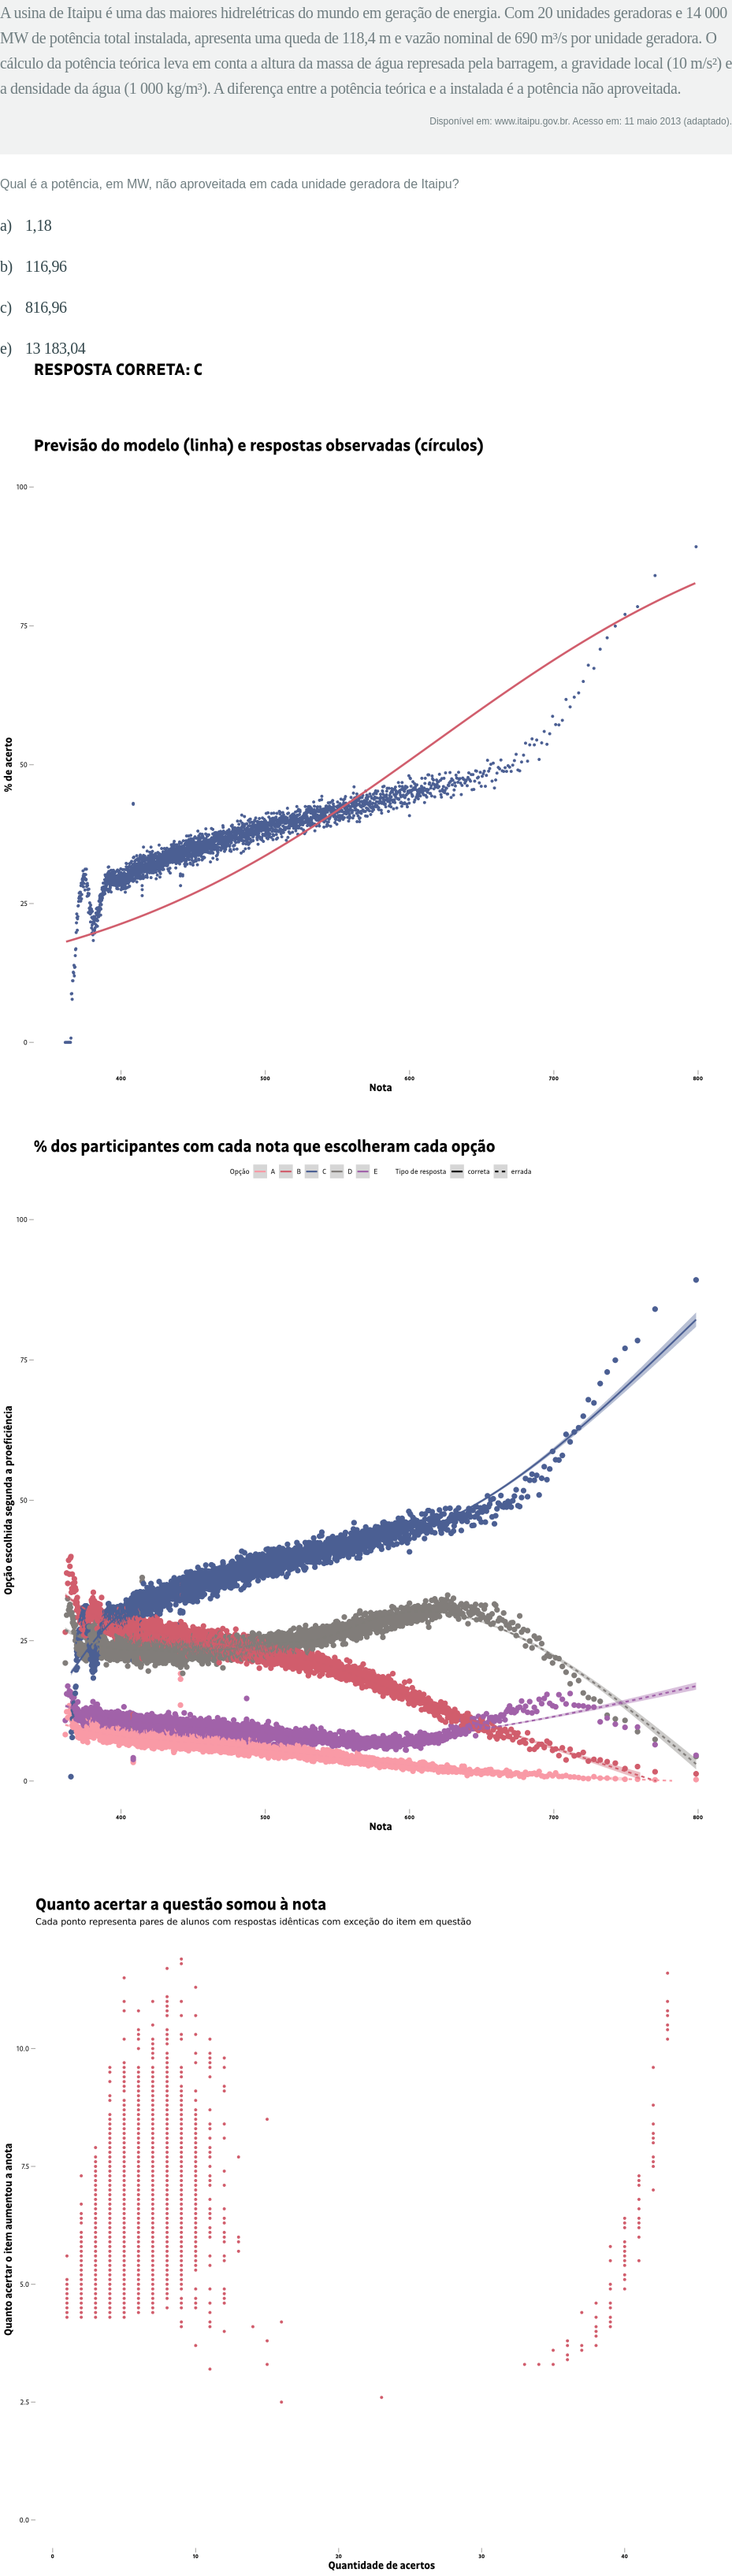 A usina de Itaipu é uma das maiores hidrelétricas do mundo em geração de energia. Com 20 unidades geradoras e 14 000
MW de potência total instalada, apresenta uma queda de 118,4 m e vazão nominal de 690 m³/s por unidade geradora. O
cálculo da potência teórica leva em conta a altura da massa de água represada pela barragem, a gravidade local (10 m/s²) e
a densidade da água (1 000 kg/m³). A diferença entre a potência teórica e a instalada é a potência não aproveitada.
Disponível em: www.itaipu.gov.br. Acesso em: 11 maio 2013 (adaptado).
Qual é a potência, em MW, não aproveitada em cada unidade geradora de Itaipu?
a) 1,18
b) 116,96
c) 816,96
e) 13 183,04
RESPOSTA CORRETA: C
Previsão do modelo (linha) e respostas observadas (círculos)
100
75
50
25
0
% de acerto
400 500 600 700 800
Nota
% dos participantes com cada nota que escolheram cada opção
Opção A B C D E Tipo de resposta correta errada
100
75
50
25
0
Opção escolhida segunda a proeficiência
400 500 600 700 800
Nota
Quanto acertar a questão somou à nota
Cada ponto representa pares de alunos com respostas idênticas com exceção do item em questão
10.0
7.5
5.0
2.5
0.0
Quanto acertar o item aumentou a anota
0 10 20 30 40
Quantidade de acertos